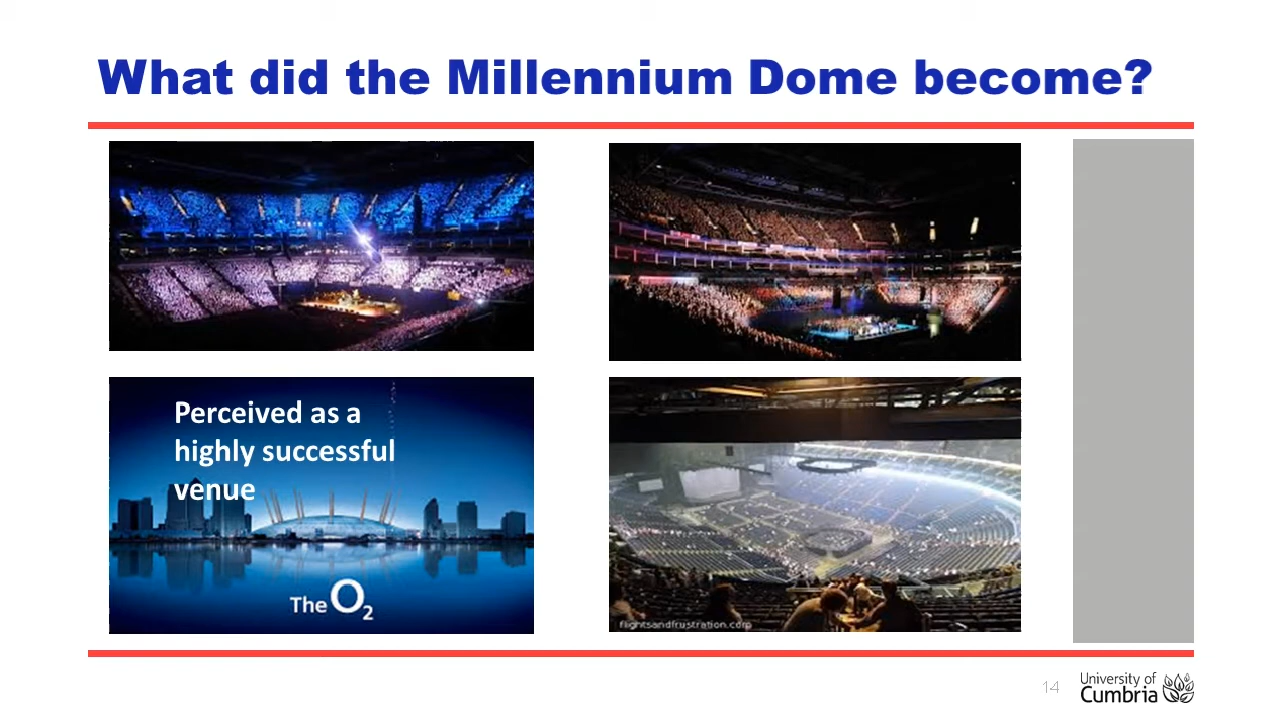 What did the Millennium Dome become?
Perceived as a
highly successful
venue
The O2
flightsandfrustration.com
14
University of
Cumbria